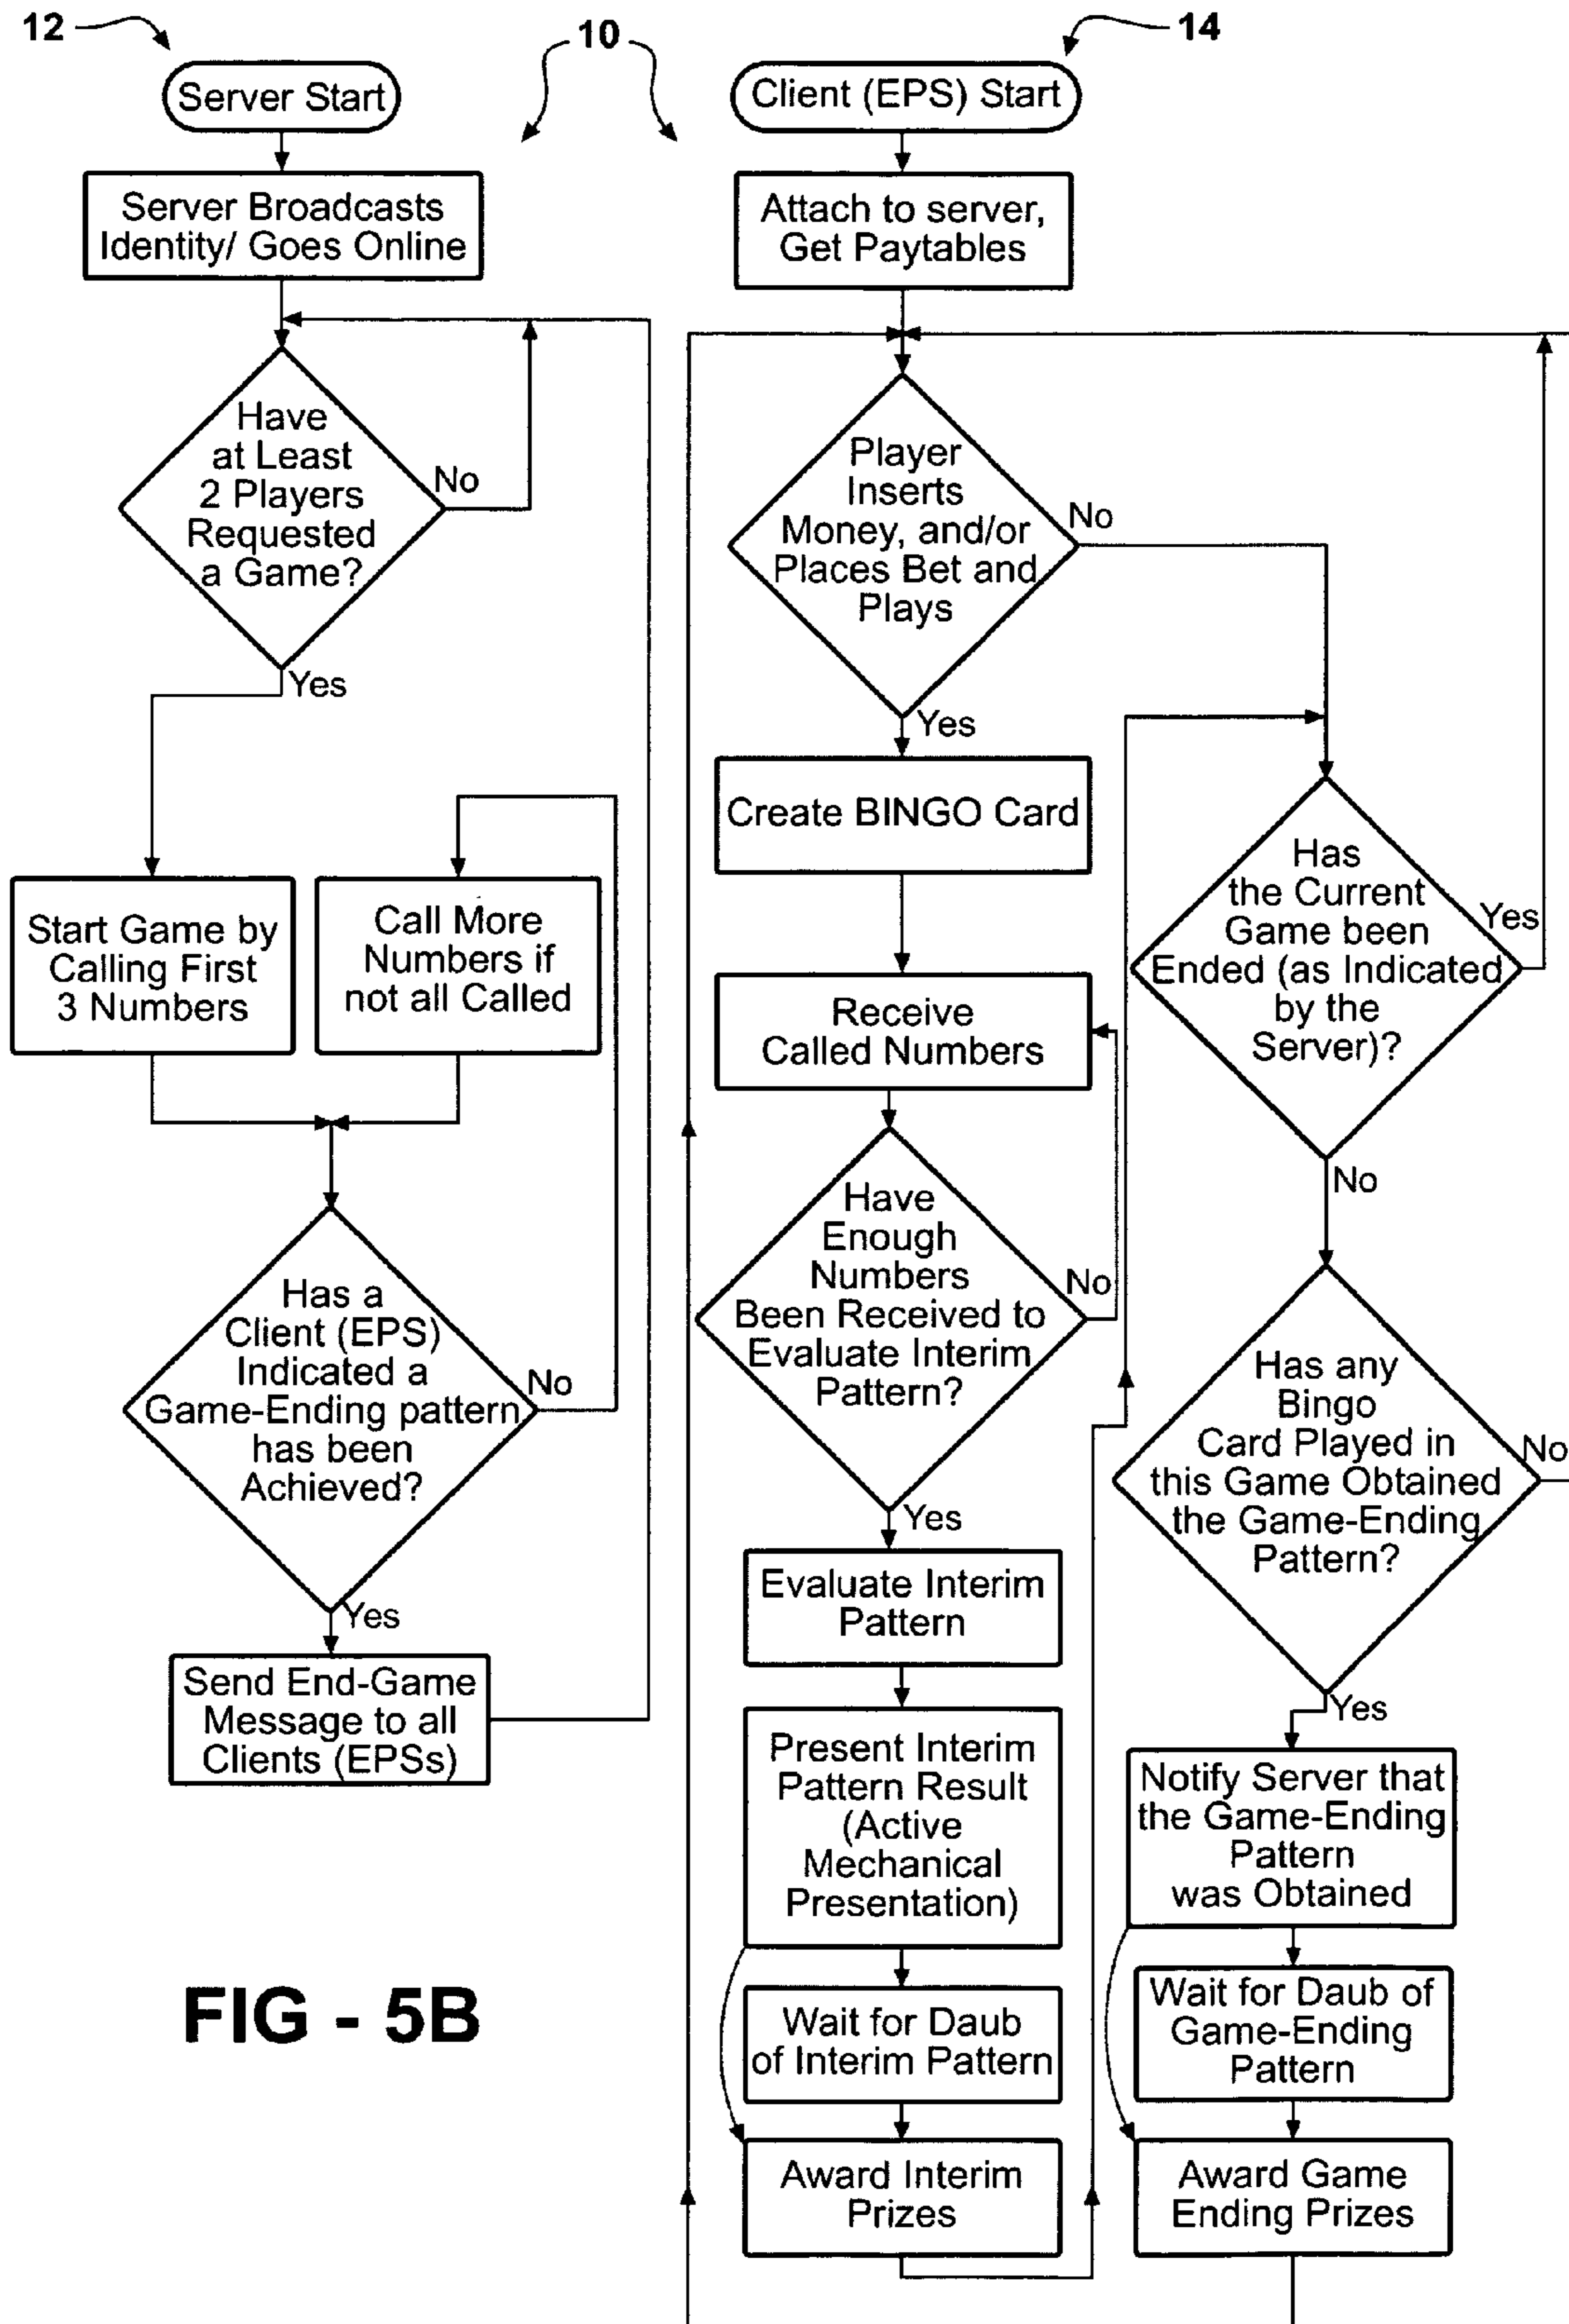 12
10
14
Server Start
Server Broadcasts
Identity/ Goes Online
Have
at Least
2 Players
Requested
a Game?
No
Yes
Start Game by
Calling First
3 Numbers
Call More
Numbers if
not all Called
Has a
Client (EPS)
Indicated a
Game-Ending pattern
has been
Achieved?
No
Yes
Send End-Game
Message to all
Clients (EPSs)
Client (EPS) Start
Attach to server,
Get Paytables
Player
Inserts
Money, and/or
Places Bet and
Plays
No
Yes
Create BINGO Card
Receive
Called Numbers
Have
Enough
Numbers
Been Received to
Evaluate Interim
Pattern?
No
Yes
Evaluate Interim
Pattern
Present Interim
Pattern Result
(Active
Mechanical
Presentation)
Wait for Daub
of Interim Pattern
Award Interim
Prizes
Has
the Current
Game been
Ended (as Indicated
by the
Server)?
Yes
No
Has any
Bingo
Card Played in
this Game Obtained
the Game-Ending
Pattern?
No
Yes
Notify Server that
the Game-Ending
Pattern
was Obtained
Wait for Daub of
Game-Ending
Pattern
Award Game
Ending Prizes
FIG - 5B